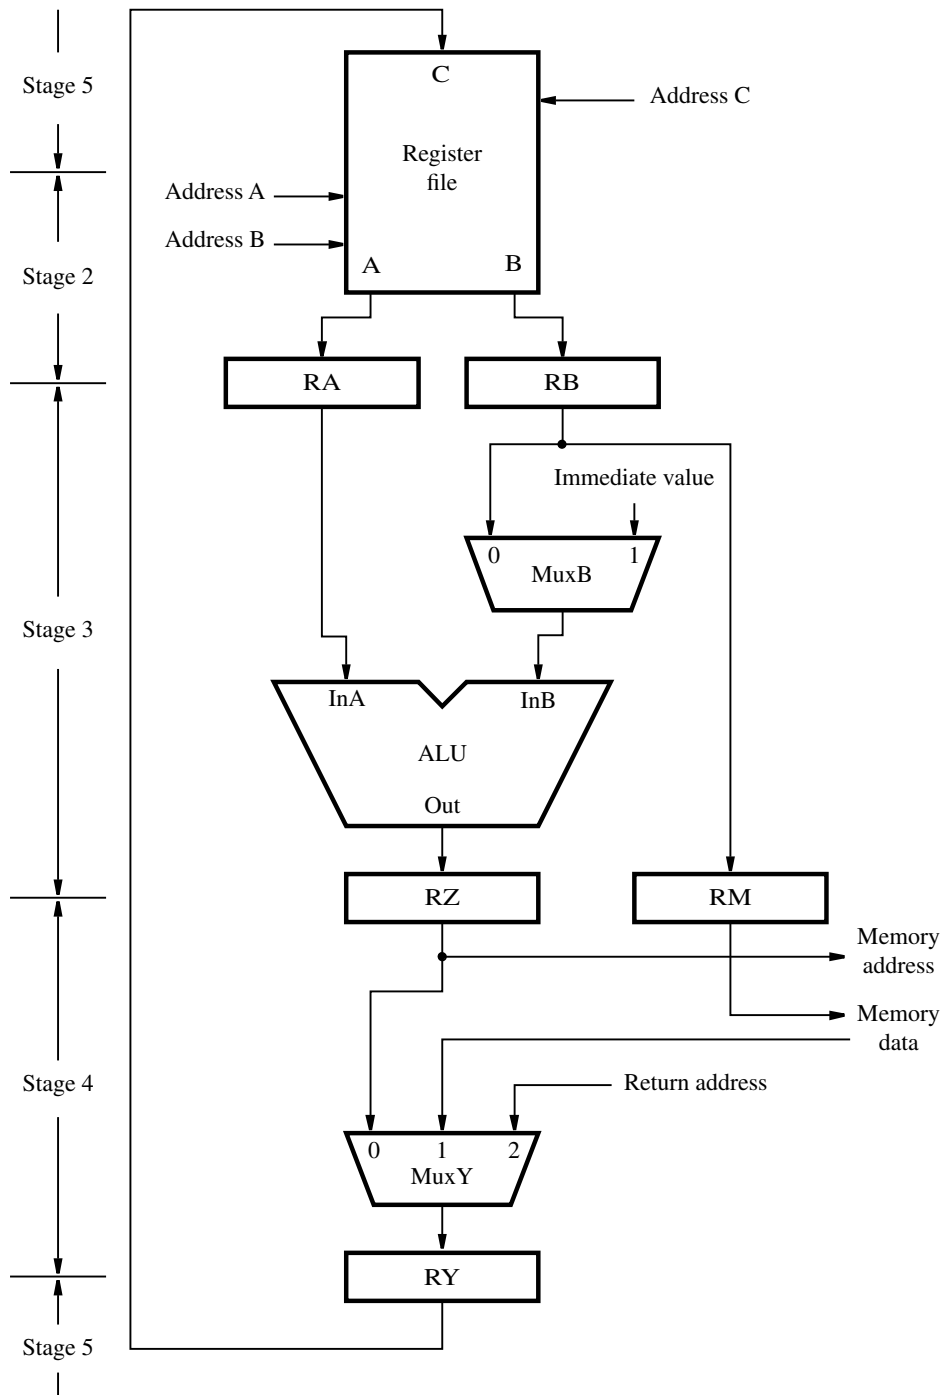 Stage 5
C
Address C
Register
file
Address A
Address B
A
B
Stage 2
RA
RB
Immediate value
0
1
MuxB
Stage 3
InA
InB
ALU
Out
RZ
RM
Memory
address
Memory
data
Stage 4
Return address
0
1
2
MuxY
RY
Stage 5